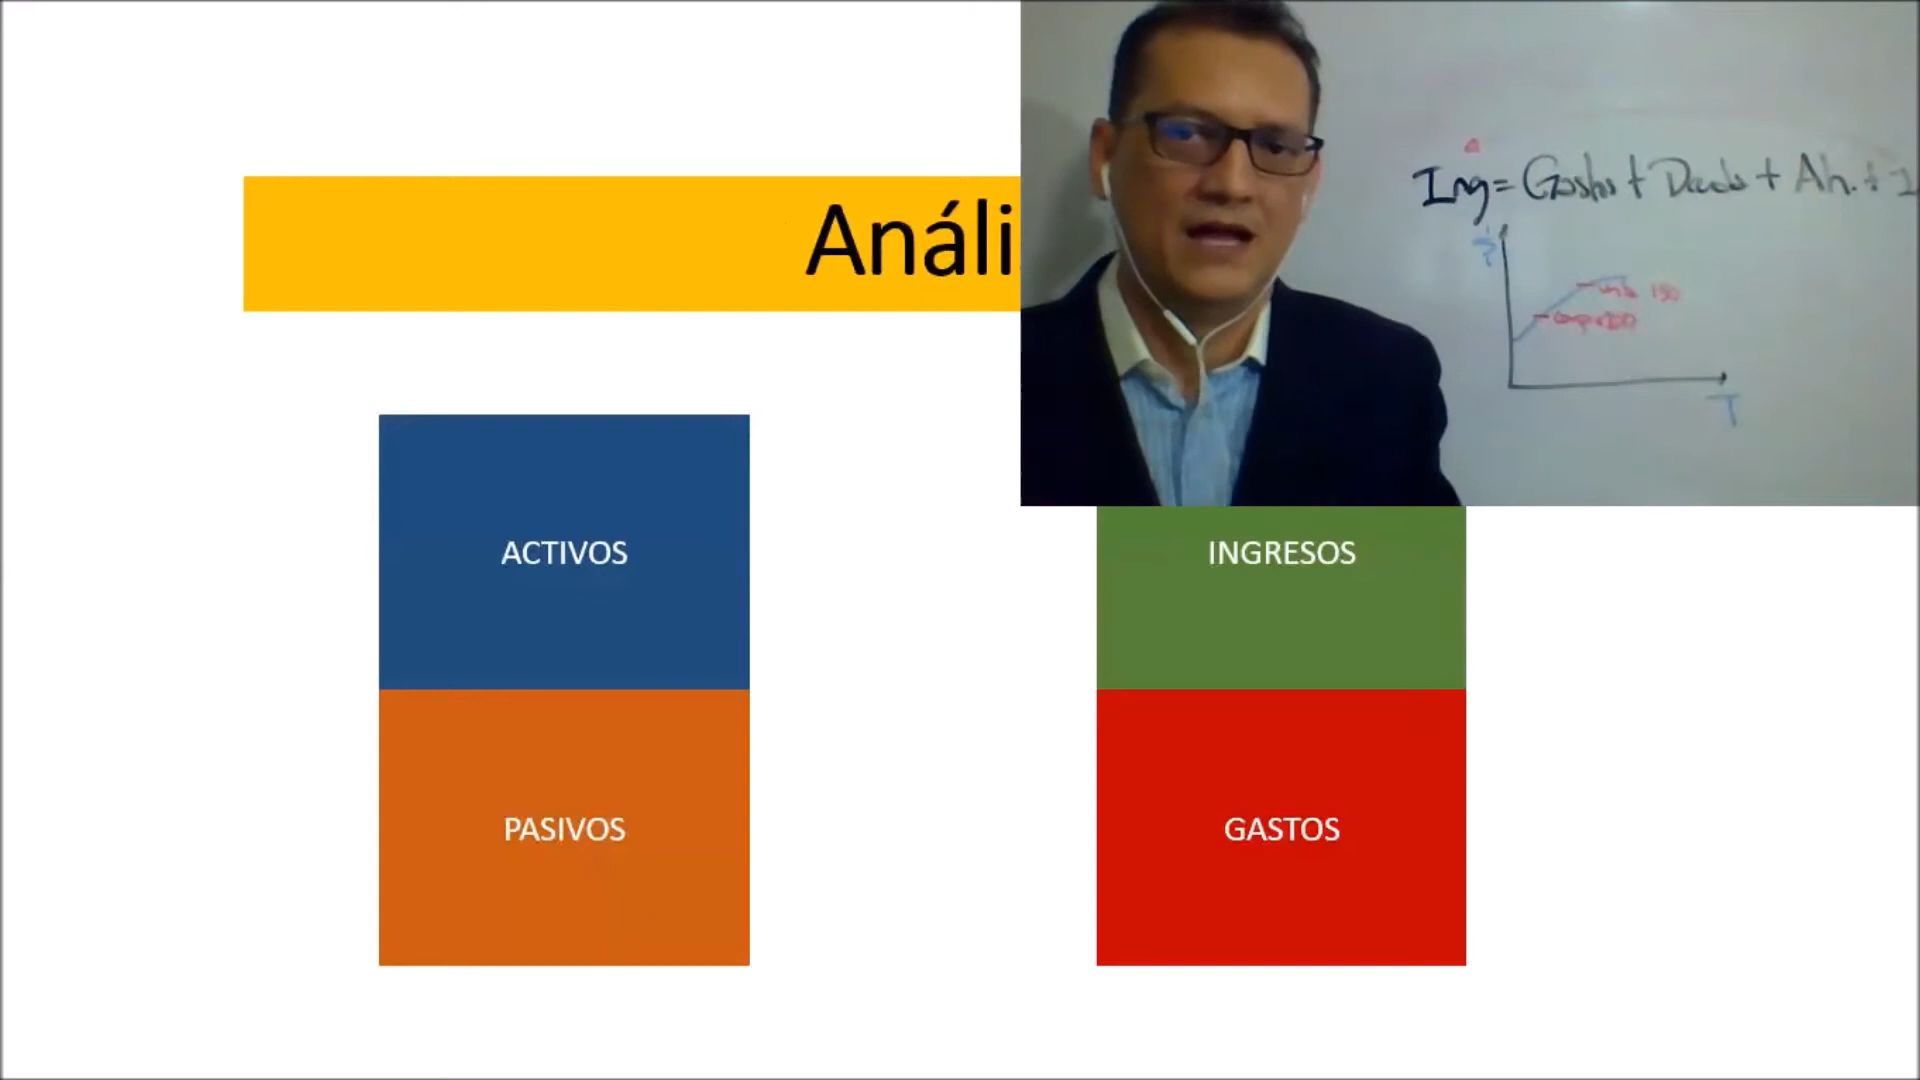 Análi
Ing = Gastos + Deuda + Ah. + I
?
T
ACTIVOS
INGRESOS
PASIVOS
GASTOS